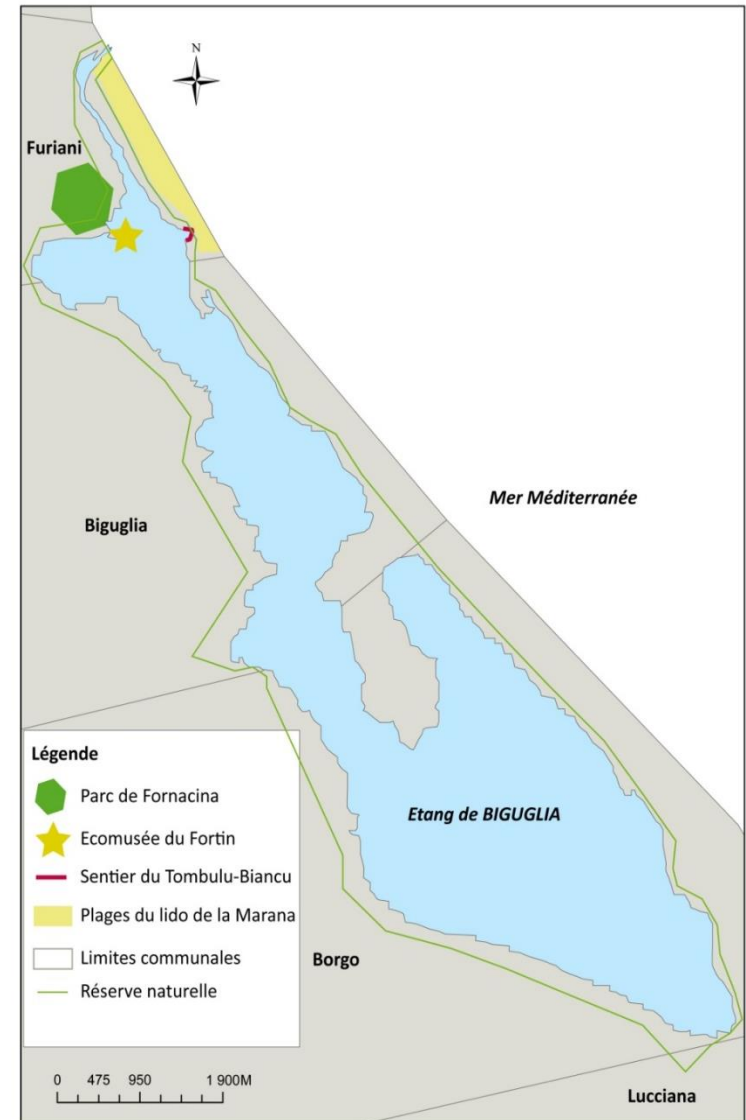 N
Furiani
Mer Méditerranée
Biguglia
Légende
Parc de Fornacina
Ecomusée du Fortin
Sentier du Tombulu-Biancu
Plages du lido de la Marana
Limites communales
Réserve naturelle
0 475 950 1 900M
Etang de BIGUGLIA
Borgo
Lucciana